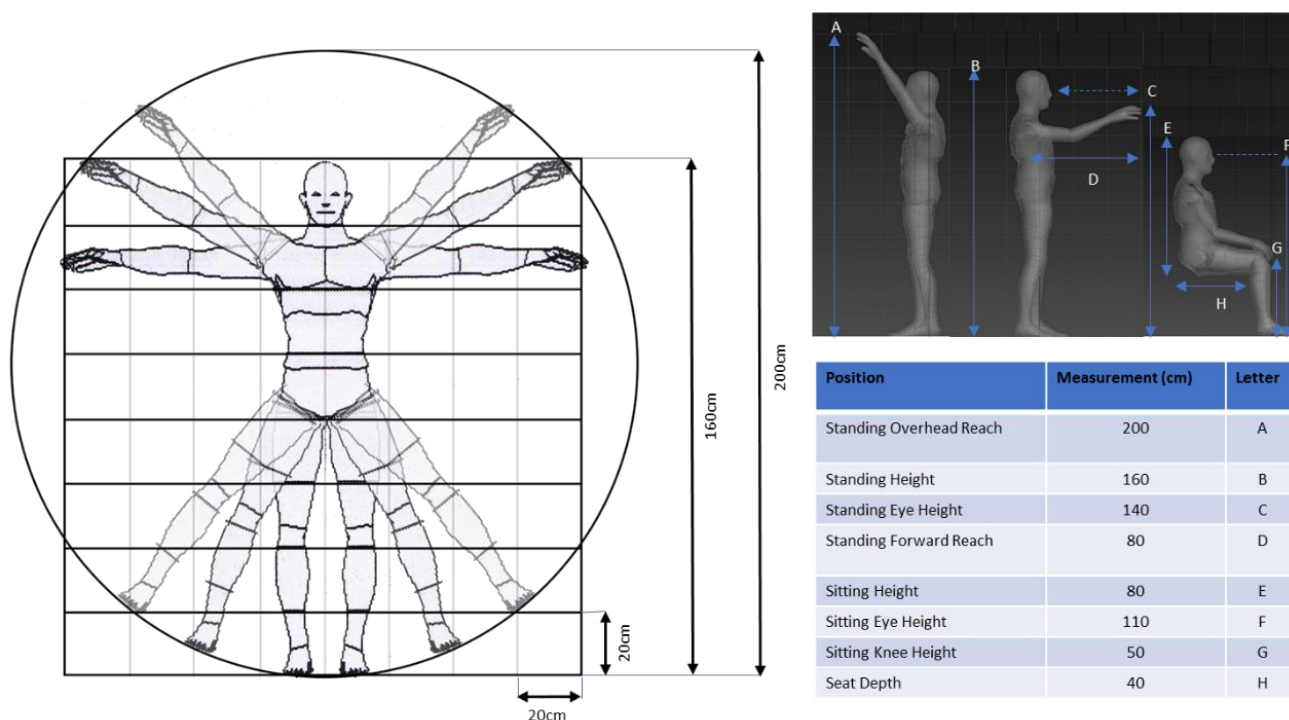 200cm
160cm
20cm
20cm
A
B
C
D
E
F
G
H
Position Measurement (cm) Letter
Standing Overhead Reach 200 A
Standing Height 160 B
Standing Eye Height 140 C
Standing Forward Reach 80 D
Sitting Height 80 E
Sitting Eye Height 110 F
Sitting Knee Height 50 G
Seat Depth 40 H